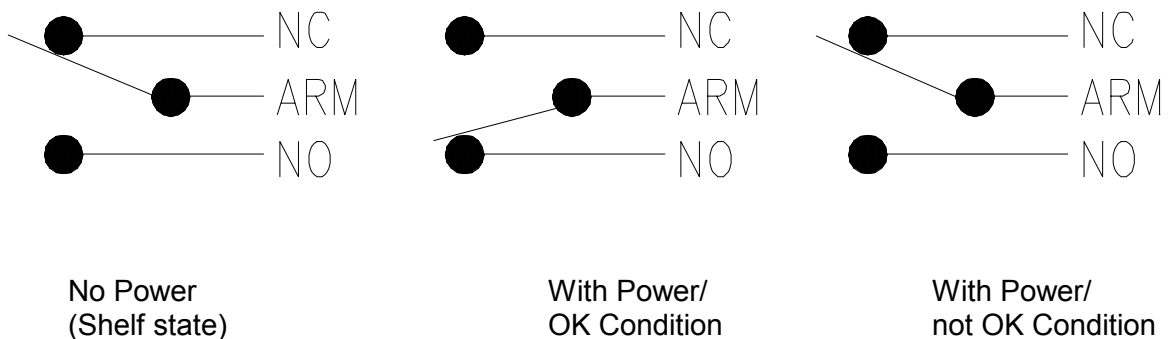 NC
ARM
NO
NC
ARM
NO
NC
ARM
NO
No Power
(Shelf state)
With Power/
OK Condition
With Power/
not OK Condition